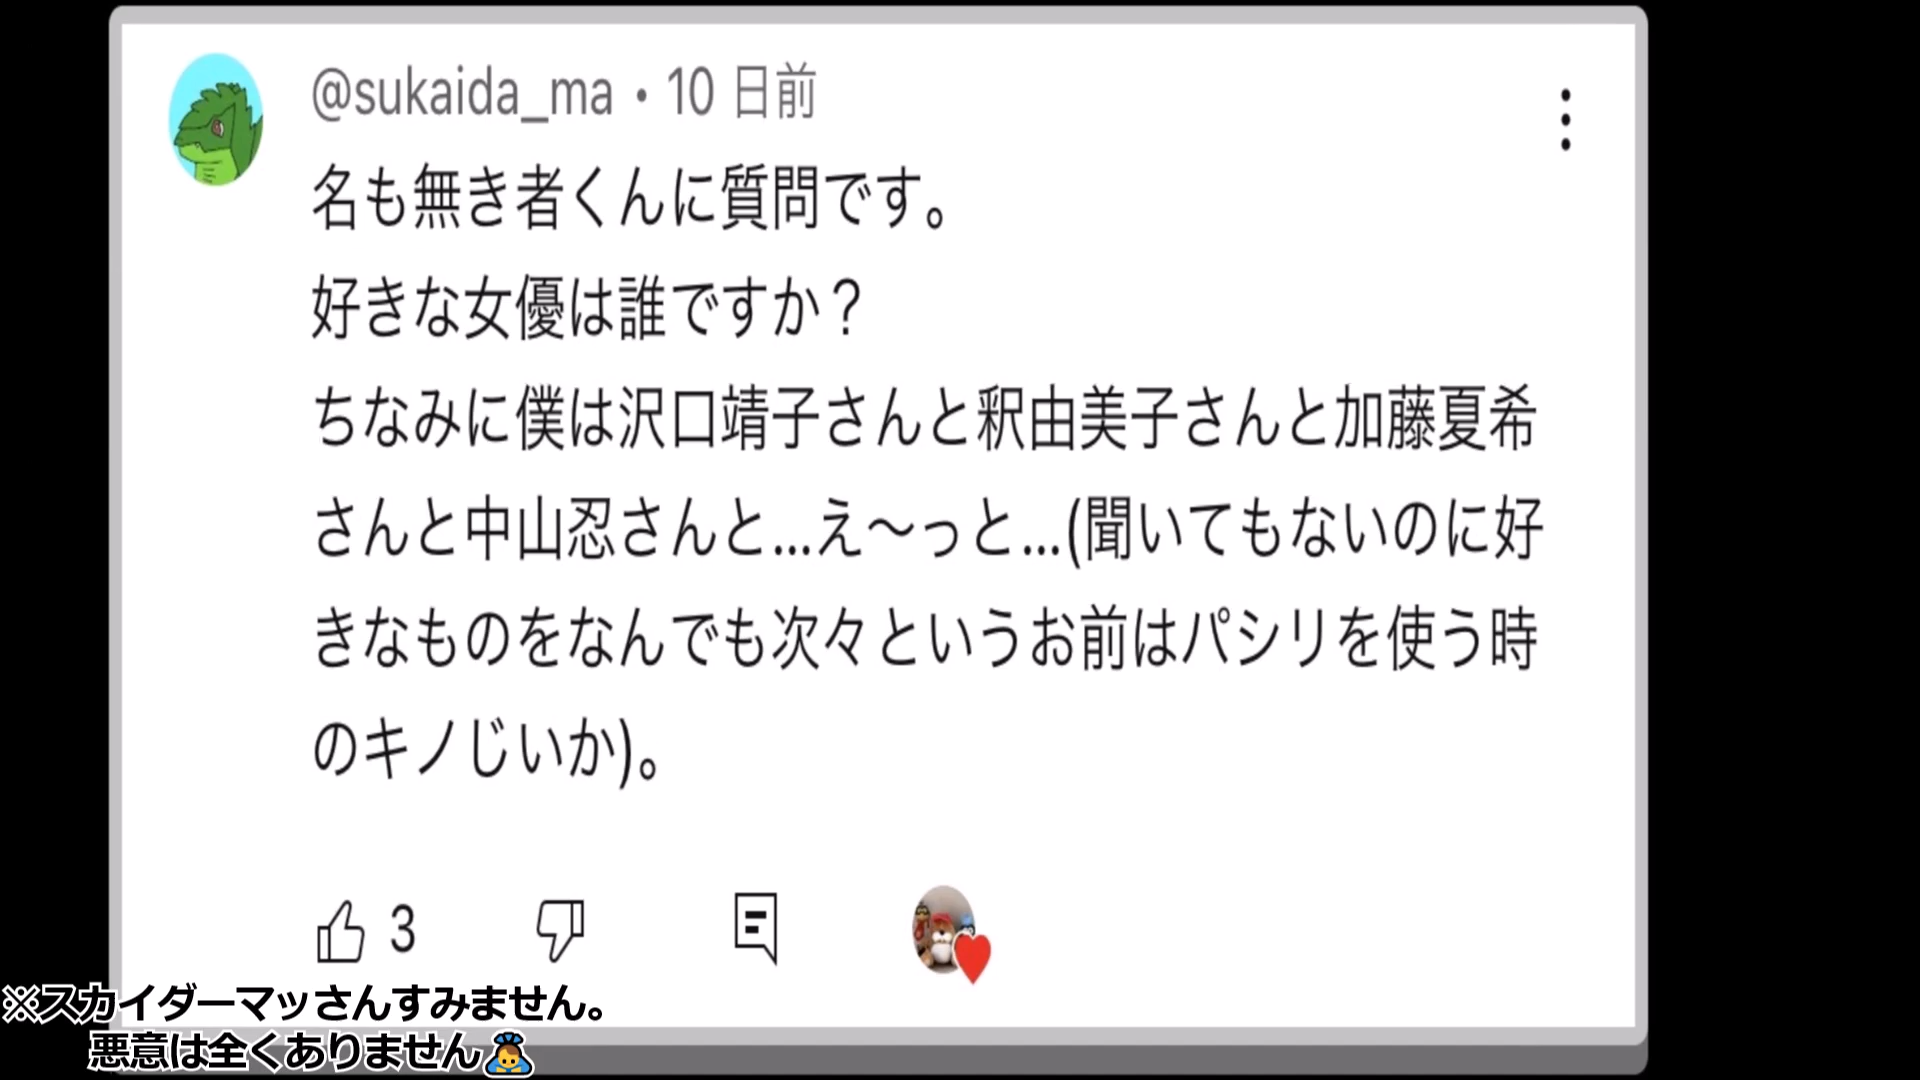 @sukaida_ma・10 日前
名も無き者くんに質問です。
好きな女優は誰ですか？
ちなみに僕は沢口靖子さんと釈由美子さんと加藤夏希
さんと中山忍さんと...え〜っと...(聞いてもないのに好
きなものをなんでも次々というお前はパシリを使う時
のキノじいか)。
3
※スカイダーマッさんすみません。
悪意は全くありません🙇